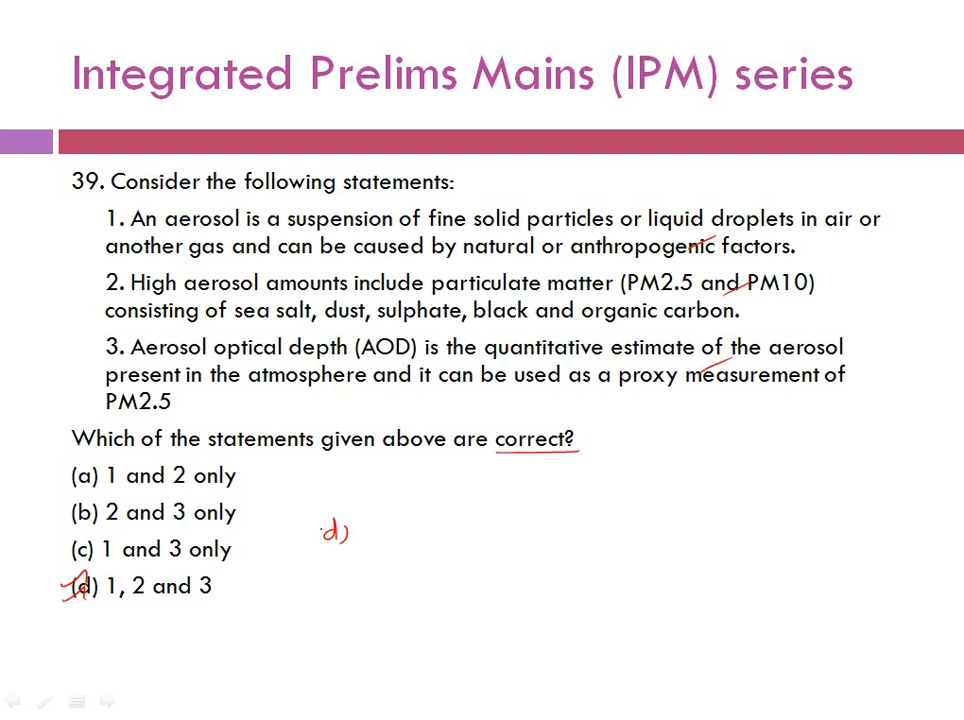 Integrated Prelims Mains (IPM) series
39. Consider the following statements:
1. An aerosol is a suspension of fine solid particles or liquid droplets in air or
another gas and can be caused by natural or anthropogenic factors.
2. High aerosol amounts include particulate matter (PM2.5 and PM10)
consisting of sea salt, dust, sulphate, black and organic carbon.
3. Aerosol optical depth (AOD) is the quantitative estimate of the aerosol
present in the atmosphere and it can be used as a proxy measurement of
PM2.5
Which of the statements given above are correct?
(a) 1 and 2 only
(b) 2 and 3 only
d)
(c) 1 and 3 only
(d) 1, 2 and 3